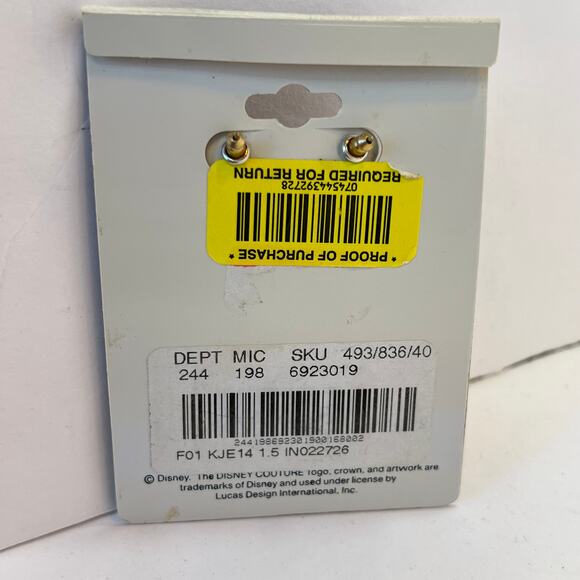 * PROOF OF PURCHASE *
07454392728
REQUIRED FOR RETURN
DEPT MIC SKU 493/836/40
244 198 6923019
244198692301900168002
F01 KJE14 1.5 IN022726
© Disney. The DISNEY COUTURE logo, crown, and artwork are
trademarks of Disney and used under license by
Lucas Design International, Inc.